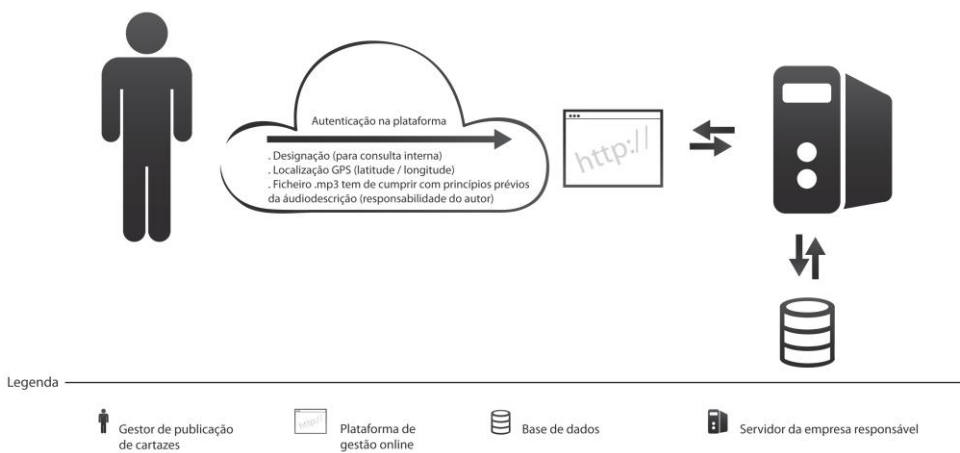 Autenticação na plataforma
. Designação (para consulta interna)
. Localização GPS (latitude / longitude)
. Ficheiro .mp3 tem de cumprir com princípios prévios
da áudiodescrição (responsabilidade do autor)
http://
Legenda
Gestor de publicação
de cartazes
http://
Plataforma de
gestão online
Base de dados
Servidor da empresa responsável